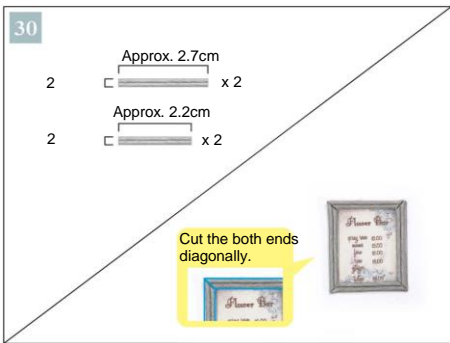 30
Approx. 2.7cm
2 x 2
Approx. 2.2cm
2 x 2
Cut the both ends
diagonally.
Flower Bar
Flower Bar